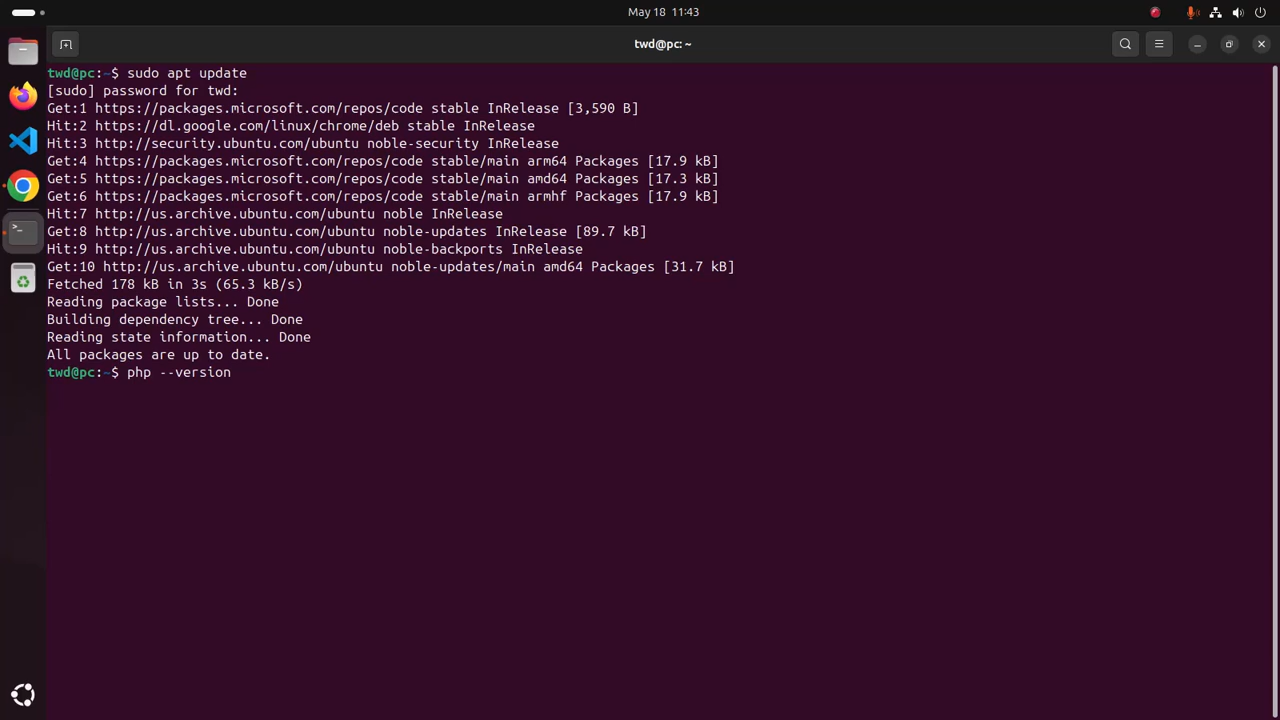 May 18 11:43
twd@pc: ~
twd@pc:~$ sudo apt update
[sudo] password for twd:
Get:1 https://packages.microsoft.com/repos/code stable InRelease [3,590 B]
Hit:2 https://dl.google.com/linux/chrome/deb stable InRelease
Hit:3 http://security.ubuntu.com/ubuntu noble-security InRelease
Get:4 https://packages.microsoft.com/repos/code stable/main arm64 Packages [17.9 kB]
Get:5 https://packages.microsoft.com/repos/code stable/main amd64 Packages [17.3 kB]
Get:6 https://packages.microsoft.com/repos/code stable/main armhf Packages [17.9 kB]
Hit:7 http://us.archive.ubuntu.com/ubuntu noble InRelease
Get:8 http://us.archive.ubuntu.com/ubuntu noble-updates InRelease [89.7 kB]
Hit:9 http://us.archive.ubuntu.com/ubuntu noble-backports InRelease
Get:10 http://us.archive.ubuntu.com/ubuntu noble-updates/main amd64 Packages [31.7 kB]
Fetched 178 kB in 3s (65.3 kB/s)
Reading package lists... Done
Building dependency tree... Done
Reading state information... Done
All packages are up to date.
twd@pc:~$ php --version